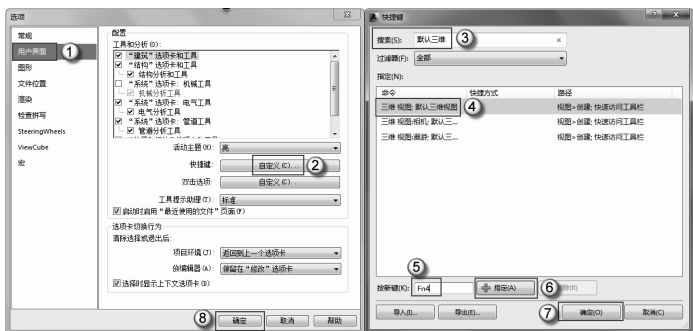 选项
常规
用户界面
图形
文件位置
渲染
检查拼写
SteeringWheels
ViewCube
宏
①
配置
工具和分析(O):
“建筑”选项卡和工具
“结构”选项卡和工具
结构分析和工具
“系统”选项卡: 机械工具
机械分析工具
“系统”选项卡: 电气工具
电气分析和工具
“系统”选项卡: 管道工具
管道分析工具
活动主题(H): 亮
快捷键: 自定义(C)... ②
双击选项: 自定义(C)...
工具提示助理(T): 标准
启动时启用“最近使用的文件”页面(F)
选项卡切换行为
清除选择或退出后:
项目环境(J): 返回到上一个选项卡
族编辑器(A): 停留在“修改”选项卡
选择时显示上下文选项卡(D)
⑧ 确定 取消 帮助
快捷键
搜索(S): 默认三维 ③
过滤器(F): 全部
指定(N):
命令 快捷方式 路径
三维 视图: 默认三维视图 ④ 视图>创建; 快速访问工具栏
三维 视图:相机; 默认三... 视图>创建; 快速访问工具栏
三维 视图:漫游; 默认三... 视图>创建; 快速访问工具栏
⑤
按新键(K): Fn4 指定(A) ⑥ 删除(R)
导入(I)... 导出(E)... ⑦ 确定(O) 取消(C)